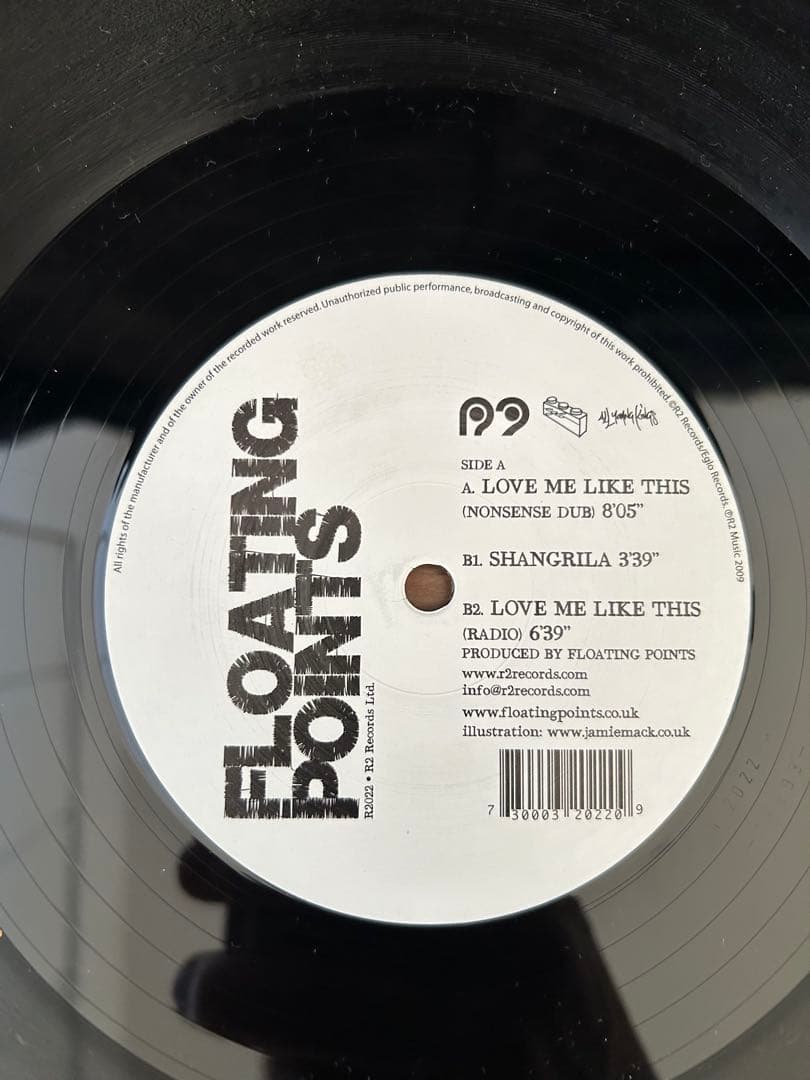 All rights of the manufacturer and of the owner of the recorded work reserved. Unauthorized public performance, broadcasting and copyright of this work prohibited. ©R2 Records/Eglo Records. ℗R2 Music 2009
FLOATING
POINTS
R2022 • R2 Records Ltd.
R2
SIDE A
A. LOVE ME LIKE THIS
(NONSENSE DUB) 8'05"
B1. SHANGRILA 3'39"
B2. LOVE ME LIKE THIS
(RADIO) 6'39"
PRODUCED BY FLOATING POINTS
www.r2records.com
info@r2records.com
www.floatingpoints.co.uk
illustration: www.jamiemack.co.uk
7 30003 20220 9